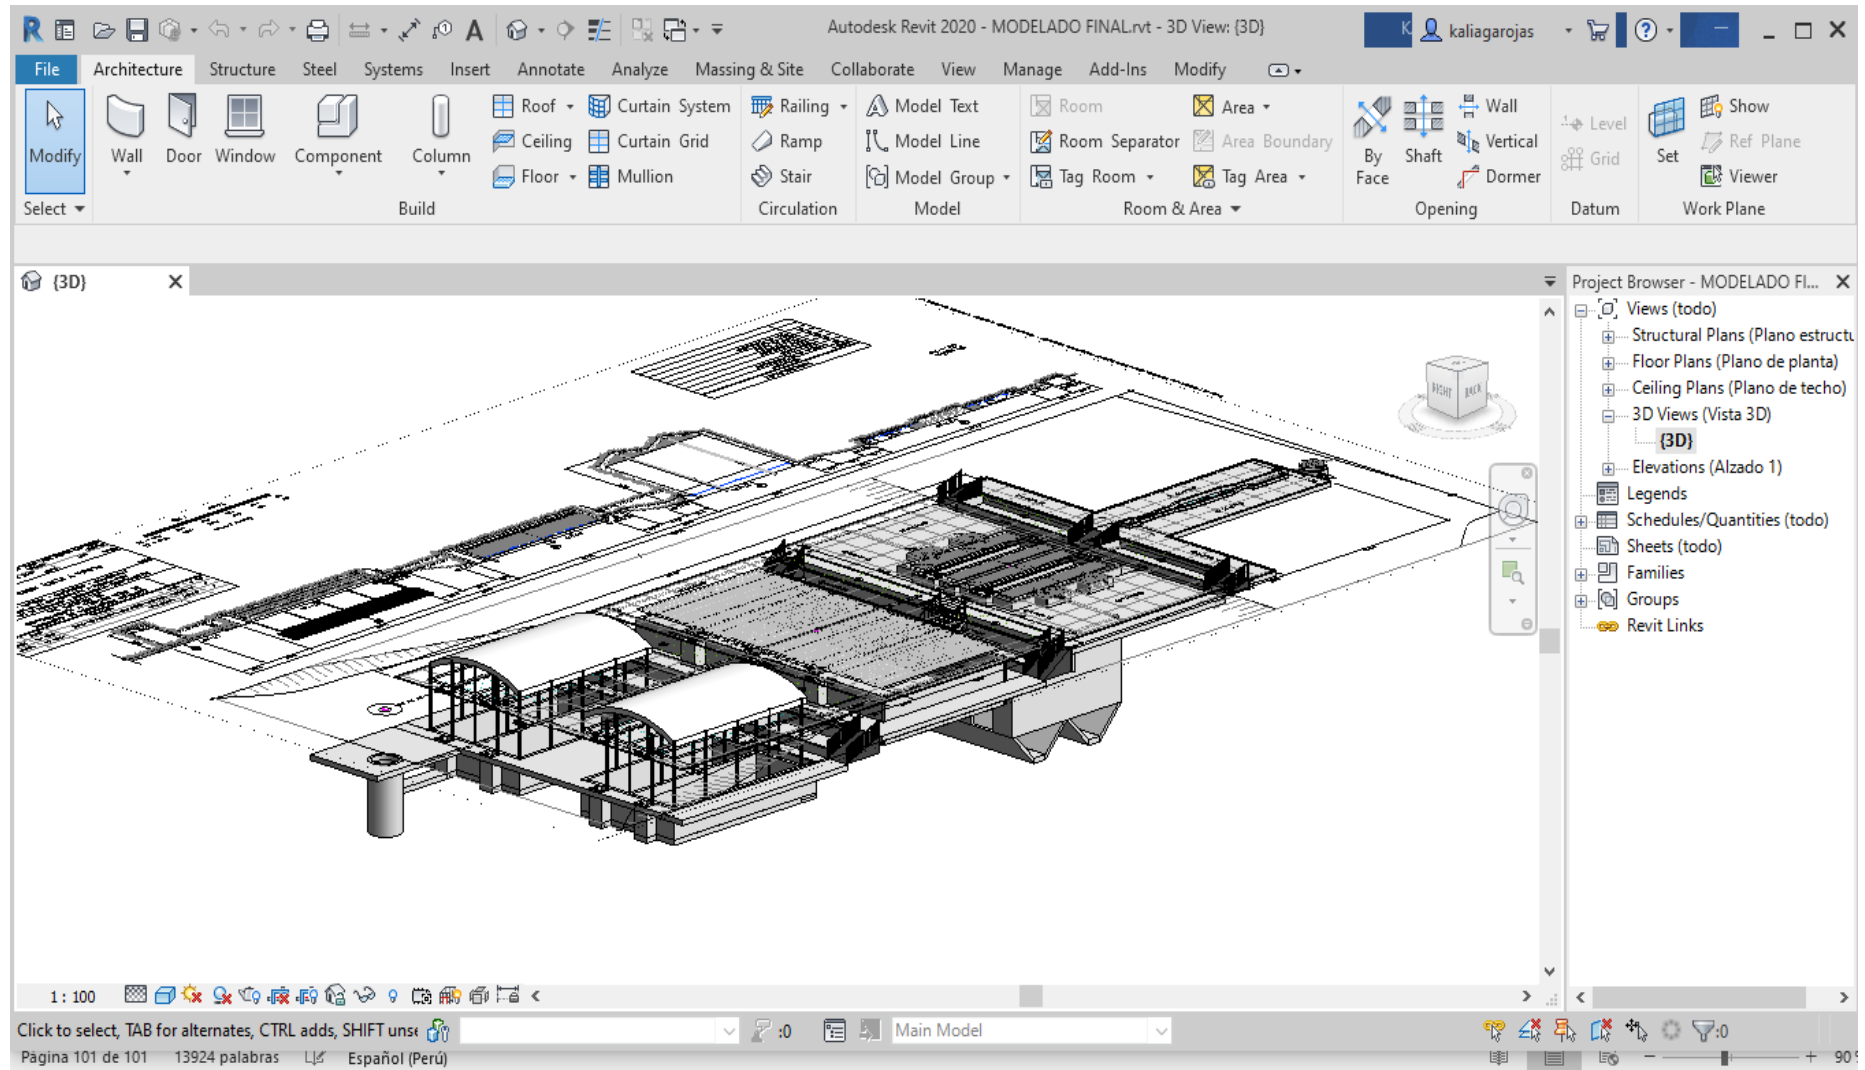 Autodesk Revit 2020 - MODELADO FINAL.rvt - 3D View: {3D}
K
kaliagarojas
File Architecture Structure Steel Systems Insert Annotate Analyze Massing & Site Collaborate View Manage Add-Ins Modify
Modify
Wall
Door
Window
Component
Column
Roof
Ceiling
Floor
Curtain System
Curtain Grid
Mullion
Railing
Ramp
Stair
Model Text
Model Line
Model Group
Room
Room Separator
Tag Room
Area
Area Boundary
Tag Area
By
Face
Shaft
Wall
Vertical
Dormer
Level
Grid
Set
Show
Ref Plane
Viewer
Select
Build
Circulation
Model
Room & Area
Opening
Datum
Work Plane
{3D}
Project Browser - MODELADO FI...
Views (todo)
Structural Plans (Plano estructu
Floor Plans (Plano de planta)
Ceiling Plans (Plano de techo)
3D Views (Vista 3D)
{3D}
Elevations (Alzado 1)
Legends
Schedules/Quantities (todo)
Sheets (todo)
Families
Groups
Revit Links
RIGHT
BACK
1 : 100
Click to select, TAB for alternates, CTRL adds, SHIFT unse
:0
Main Model
:0
Página 101 de 101 13924 palabras Español (Perú)
90